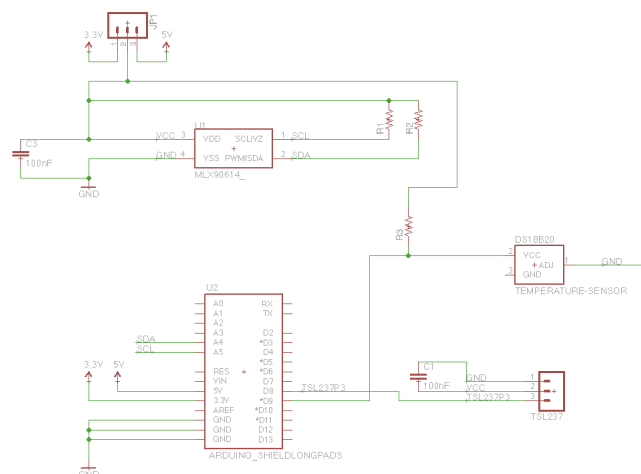 JP1
3.3V
5V
1
2
3
U1
VCC 3 VDD SCL/VZ 1 SCL
GND 4 VSS PWM/SDA 2 SDA
MLX90614_
C3
100nF
GND
R1
R2
R3
DS18B20
2 VCC ADJ 1 GND
3 GND
TEMPERATURE-SENSOR
U2
A0 RX
A1 TX
A2
A3 D2
SDA A4 *D3
SCL A5 D4
*D5
RES *D6
VIN D7
5V D8 TSL237P3
3.3V *D9
AREF *D10
GND *D11
GND D12
GND D13
ARDUINO_SHIELDLONGPADS
3.3V
5V
GND
C1
100nF
GND 1
VCC 2
TSL237P3 3
TSL237